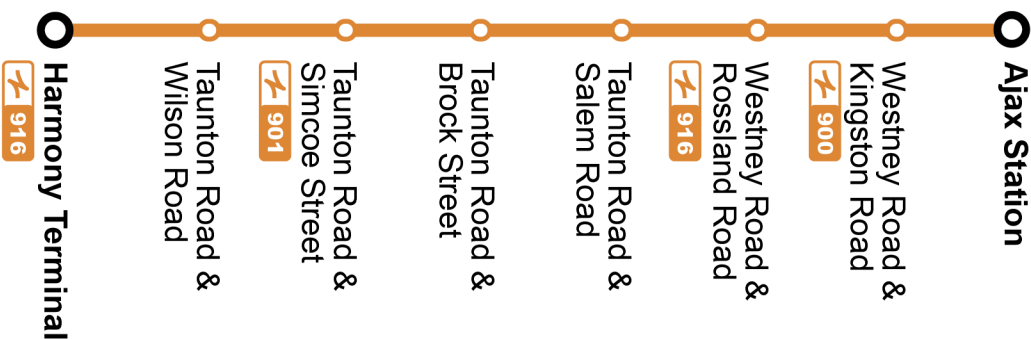 Ajax Station
Westney Road &
Kingston Road
900
Westney Road &
Rossland Road
916
Taunton Road &
Salem Road
Taunton Road &
Brock Street
Taunton Road &
Simcoe Street
901
Taunton Road &
Wilson Road
Harmony Terminal
916